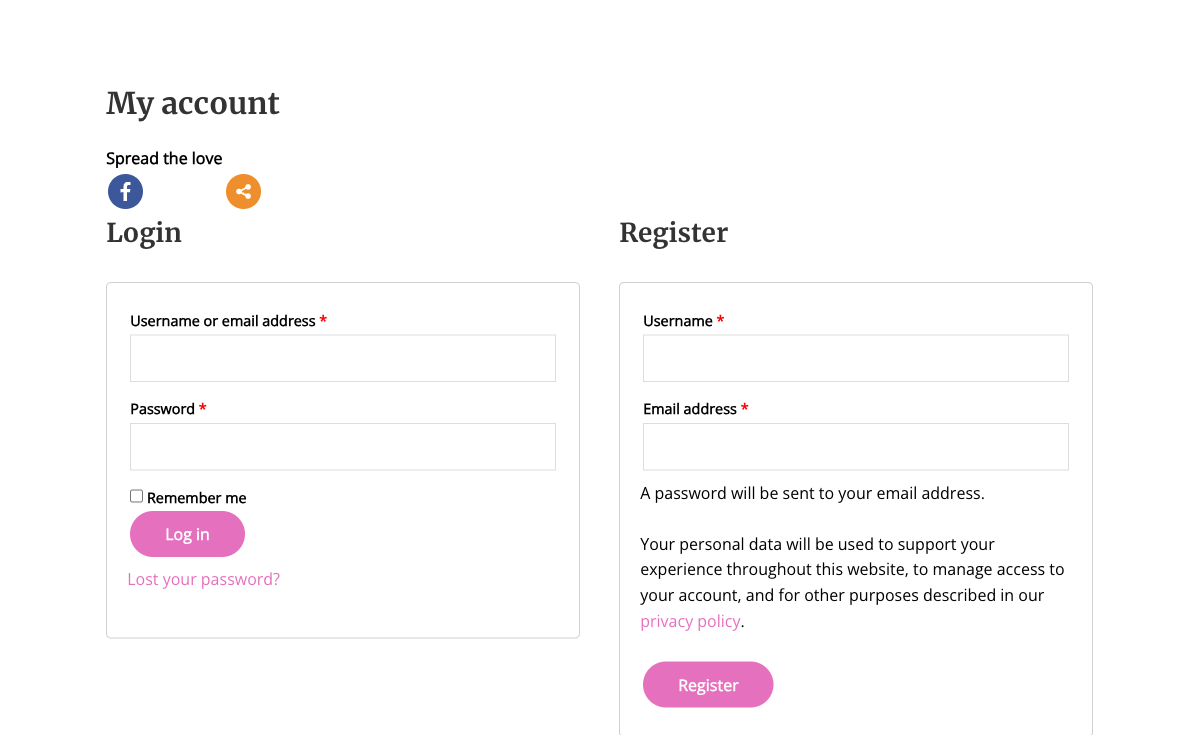 My account
Spread the love
Login
Username or email address *
Password *
Remember me
Log in
Lost your password?
Register
Username *
Email address *
A password will be sent to your email address.
Your personal data will be used to support your
experience throughout this website, to manage access to
your account, and for other purposes described in our
privacy policy.
Register